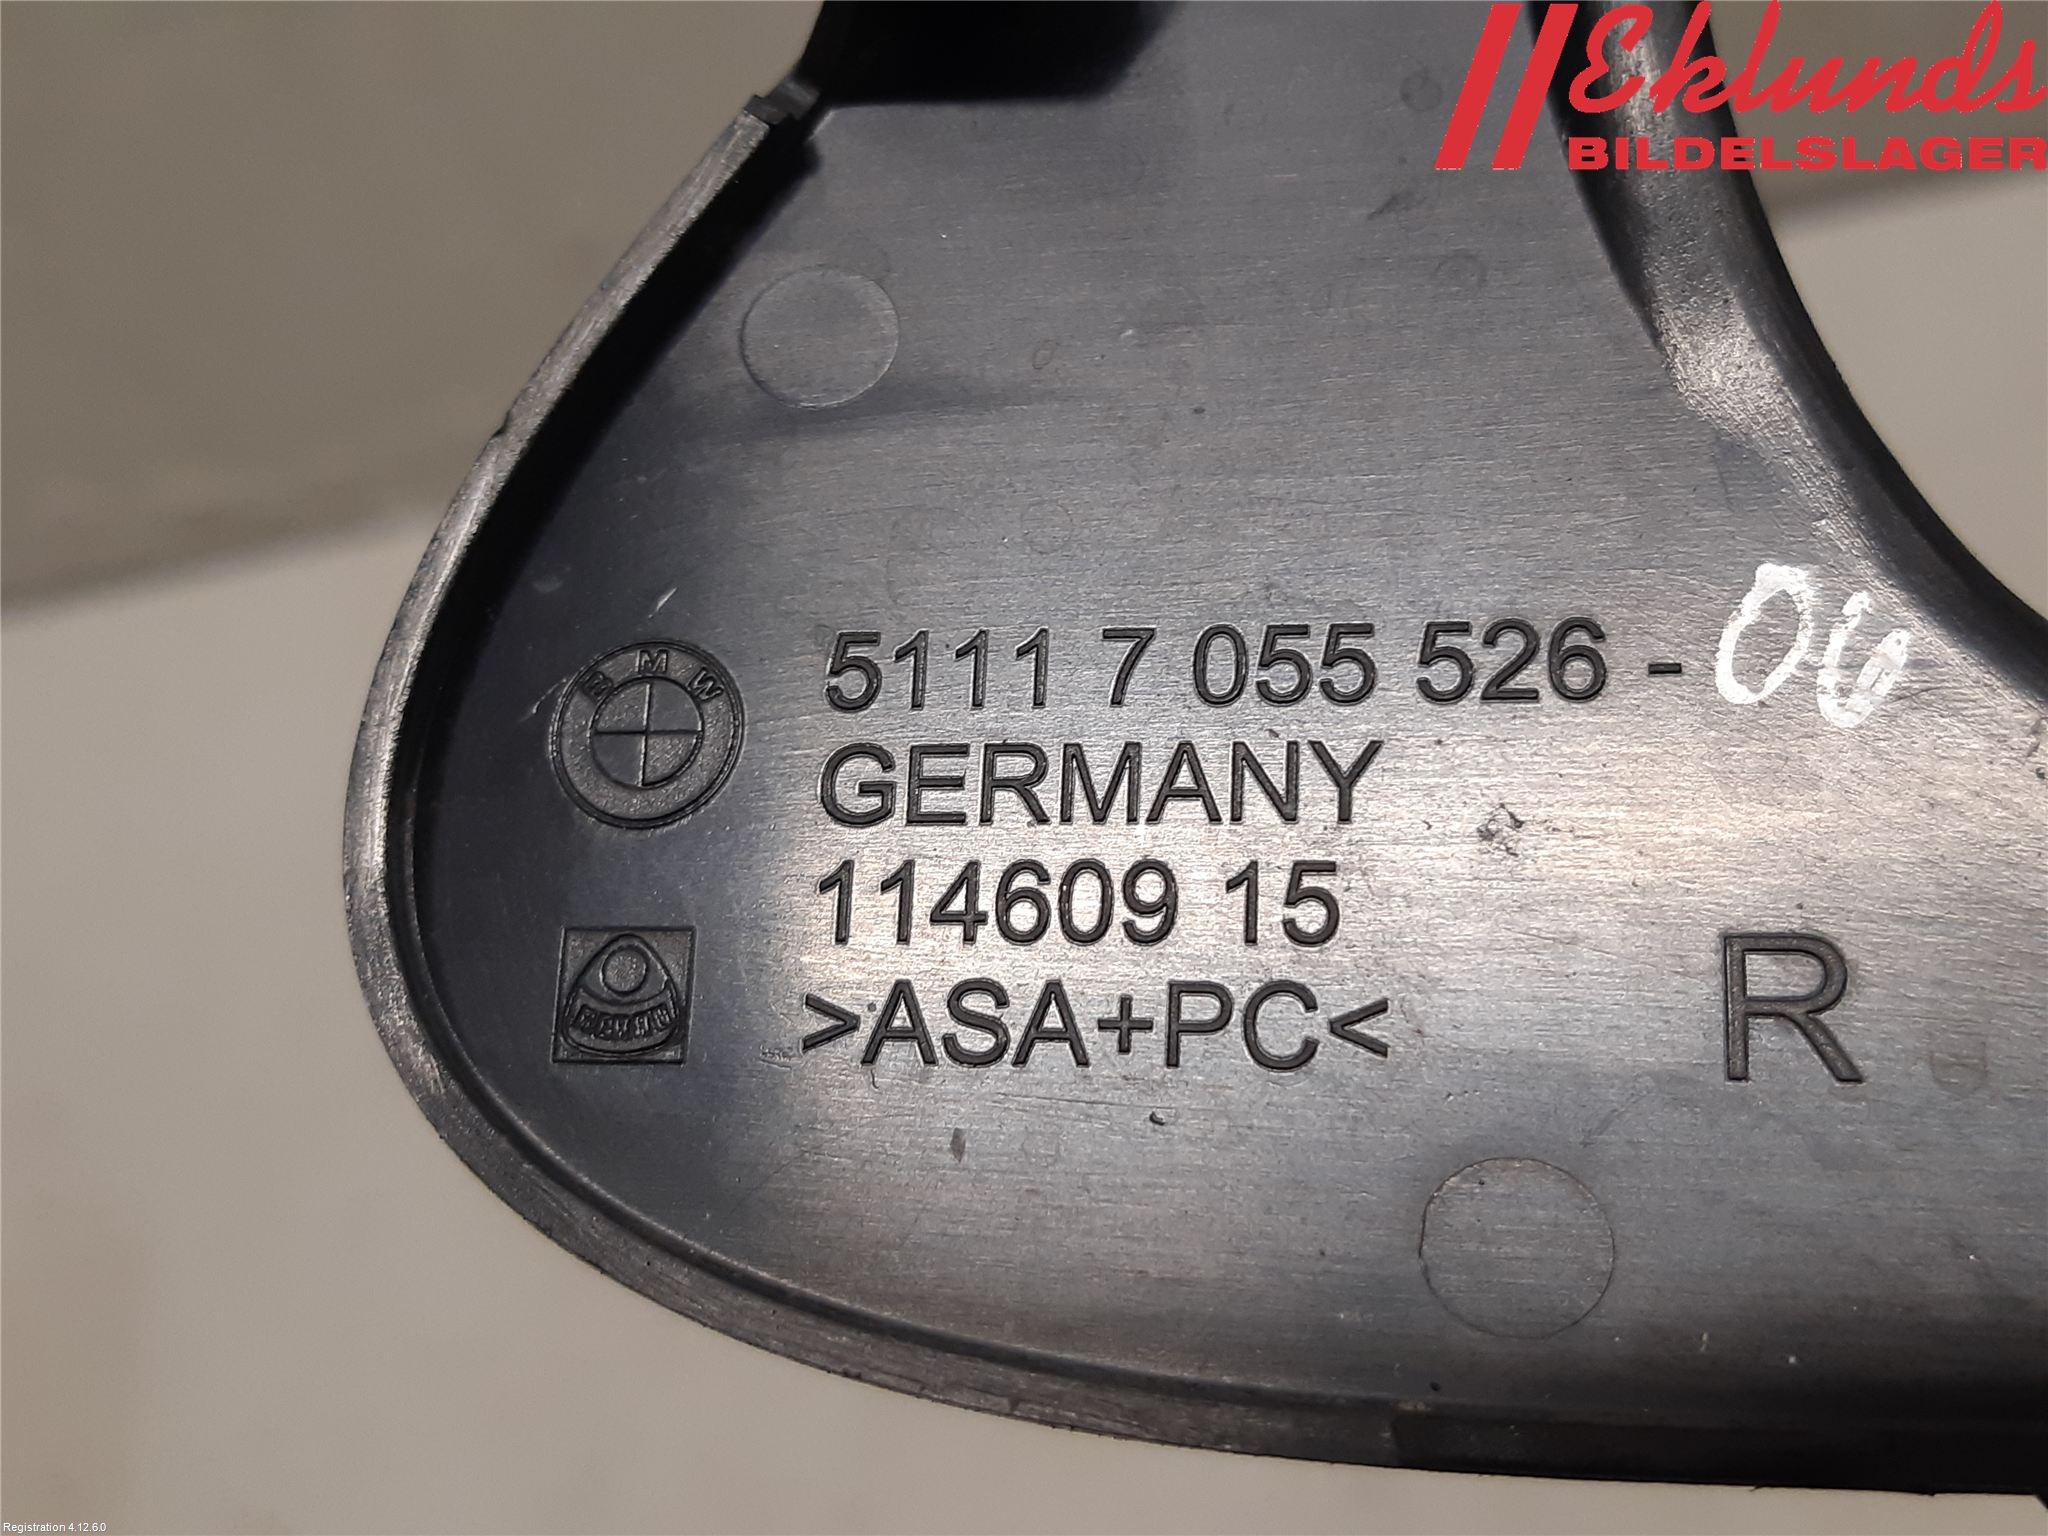 Eklunds
BILDELSLAGER
BMW
5111 7 055 526 - 06
GERMANY
114609 15
>ASA+PC<
R
Registration 4.12.6.0